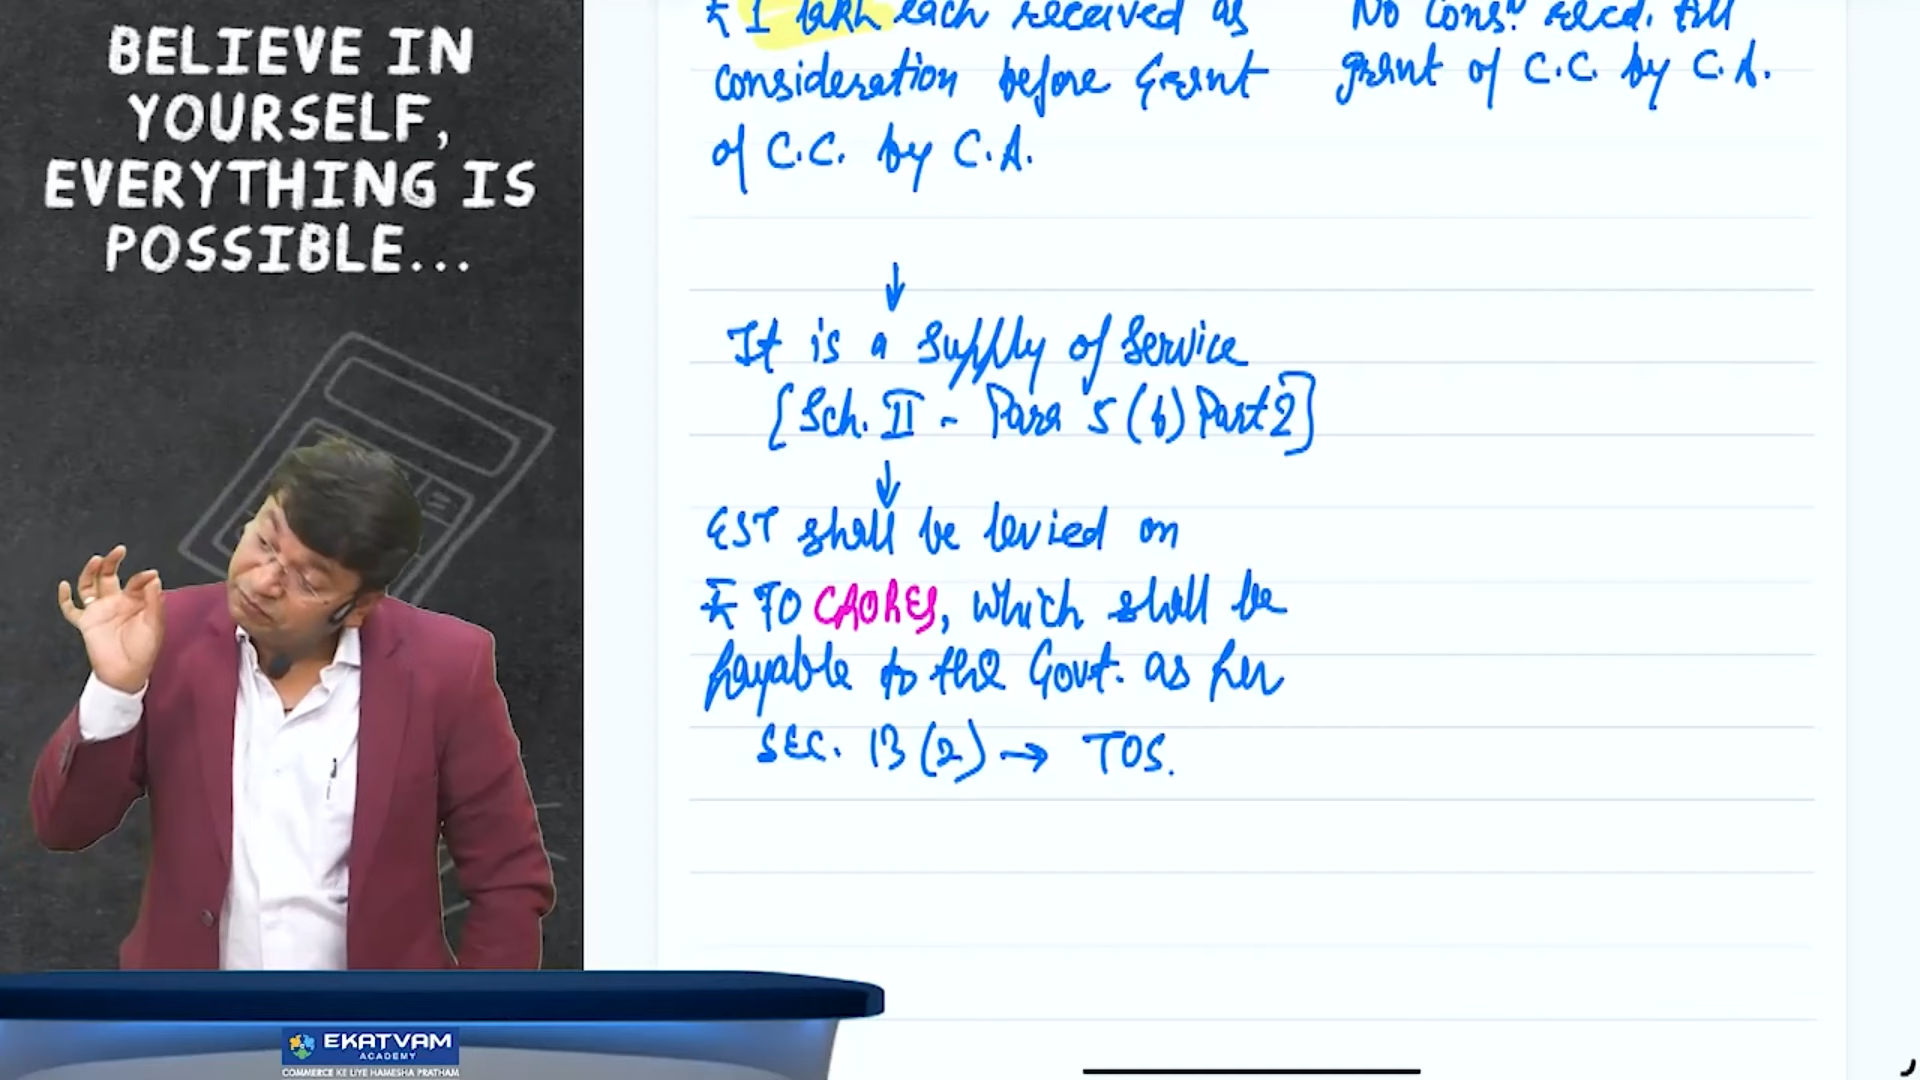 BELIEVE IN
YOURSELF,
EVERYTHING IS
POSSIBLE...
₹ 1 lakh each received as
consideration before Grant
of C.C. by C.A.
No Consn. recd. till
grant of C.C. by C.A.
↓
It is a supply of service
[Sch. II - Para 5 (b) Part 2]
↓
GST shall be levied on
₹ 70 CRORES, which shall be
payable to the Govt. as per
SEC. 13 (2) → TOS.
EKATVAM
ACADEMY
COMMERCE KE LIYE HAMESHA PRATHAM